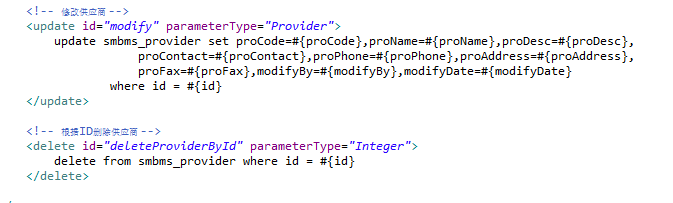 <!-- 修改供应商 -->
<update id="modify" parameterType="Provider">
update smbms_provider set proCode=#{proCode},proName=#{proName},proDesc=#{proDesc},
proContact=#{proContact},proPhone=#{proPhone},proAddress=#{proAddress},
proFax=#{proFax},modifyBy=#{modifyBy},modifyDate=#{modifyDate}
where id = #{id}
</update>
<!-- 根据ID删除供应商 -->
<delete id="deleteProviderById" parameterType="Integer">
delete from smbms_provider where id = #{id}
</delete>